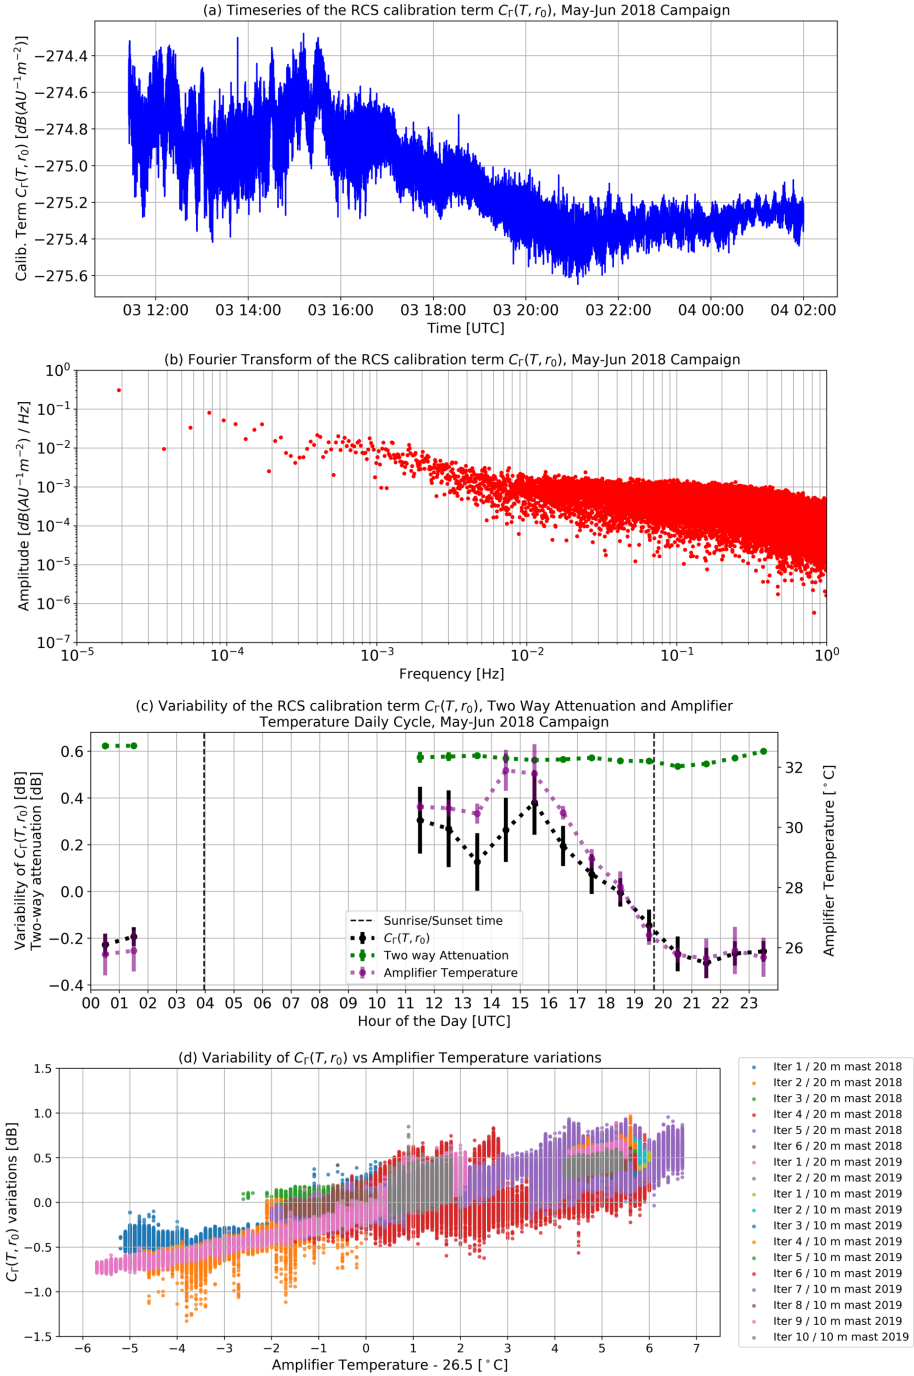 (a) Timeseries of the RCS calibration term C_Γ(T, r_0), May-Jun 2018 Campaign
Calib. Term C_Γ(T, r_0) [dB(AU^−1m^−2)]
−274.4
−274.6
−274.8
−275.0
−275.2
−275.4
−275.6
03 12:00 03 14:00 03 16:00 03 18:00 03 20:00 03 22:00 04 00:00 04 02:00
Time [UTC]
(b) Fourier Transform of the RCS calibration term C_Γ(T, r_0), May-Jun 2018 Campaign
Amplitude [dB(AU^−1m^−2) / Hz]
10^0
10^−1
10^−2
10^−3
10^−4
10^−5
10^−6
10^−7
10^−5 10^−4 10^−3 10^−2 10^−1 10^0
Frequency [Hz]
(c) Variability of the RCS calibration term C_Γ(T, r_0), Two Way Attenuation and Amplifier
Temperature Daily Cycle, May-Jun 2018 Campaign
Variability of C_Γ(T, r_0) [dB]
Two-way attenuation [dB]
0.6
0.4
0.2
0.0
−0.2
−0.4
32
30
28
26
Amplifier Temperature [°C]
Sunrise/Sunset time
C_Γ(T, r_0)
Two way Attenuation
Amplifier Temperature
00 01 02 03 04 05 06 07 08 09 10 11 12 13 14 15 16 17 18 19 20 21 22 23
Hour of the Day [UTC]
(d) Variability of C_Γ(T, r_0) vs Amplifier Temperature variations
C_Γ(T, r_0) variations [dB]
1.5
1.0
0.5
0.0
−0.5
−1.0
−1.5
−6 −5 −4 −3 −2 −1 0 1 2 3 4 5 6 7
Amplifier Temperature - 26.5 [°C]
Iter 1 / 20 m mast 2018
Iter 2 / 20 m mast 2018
Iter 3 / 20 m mast 2018
Iter 4 / 20 m mast 2018
Iter 5 / 20 m mast 2018
Iter 6 / 20 m mast 2018
Iter 1 / 20 m mast 2019
Iter 2 / 20 m mast 2019
Iter 1 / 10 m mast 2019
Iter 2 / 10 m mast 2019
Iter 3 / 10 m mast 2019
Iter 4 / 10 m mast 2019
Iter 5 / 10 m mast 2019
Iter 6 / 10 m mast 2019
Iter 7 / 10 m mast 2019
Iter 8 / 10 m mast 2019
Iter 9 / 10 m mast 2019
Iter 10 / 10 m mast 2019